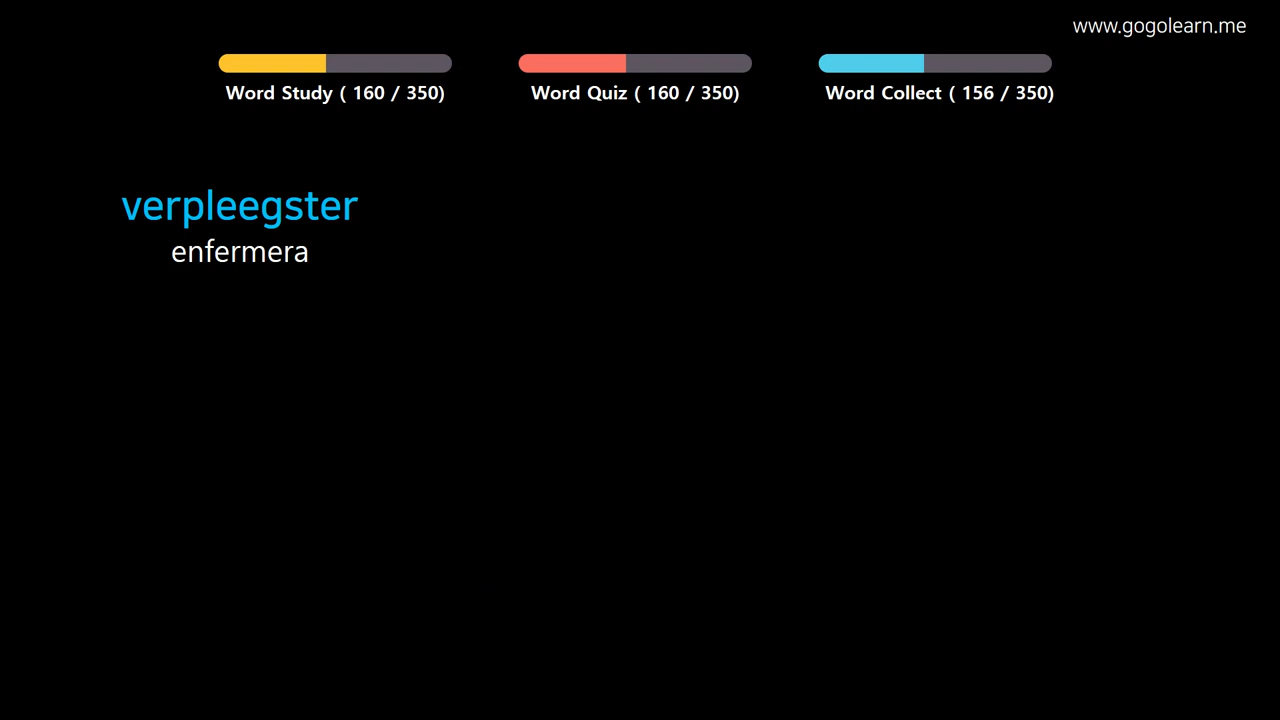 www.gogolearn.me
Word Study ( 160 / 350)
Word Quiz ( 160 / 350)
Word Collect ( 156 / 350)
verpleegster
enfermera